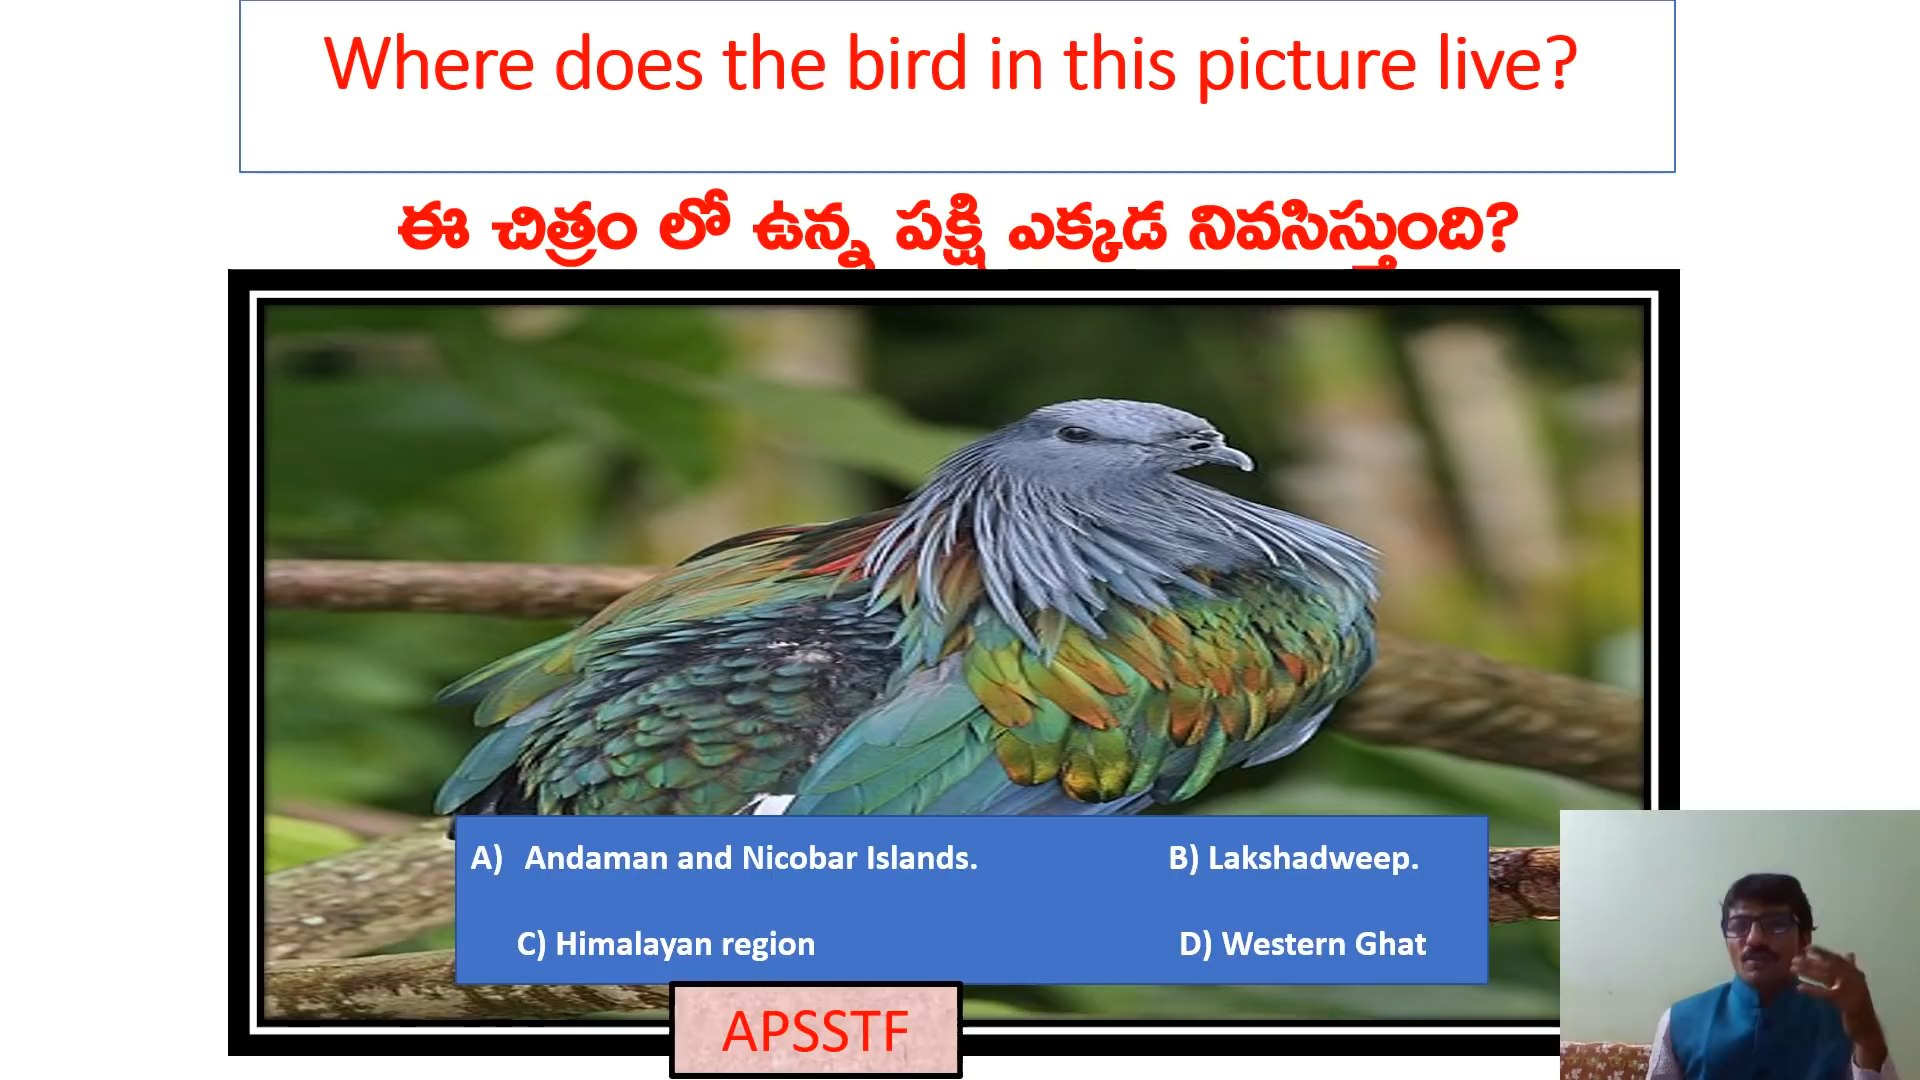 Where does the bird in this picture live?
ఈ చిత్రం లో ఉన్న పక్షి ఎక్కడ నివసిస్తుంది?
A) Andaman and Nicobar Islands. B) Lakshadweep.
C) Himalayan region D) Western Ghat
APSSTF